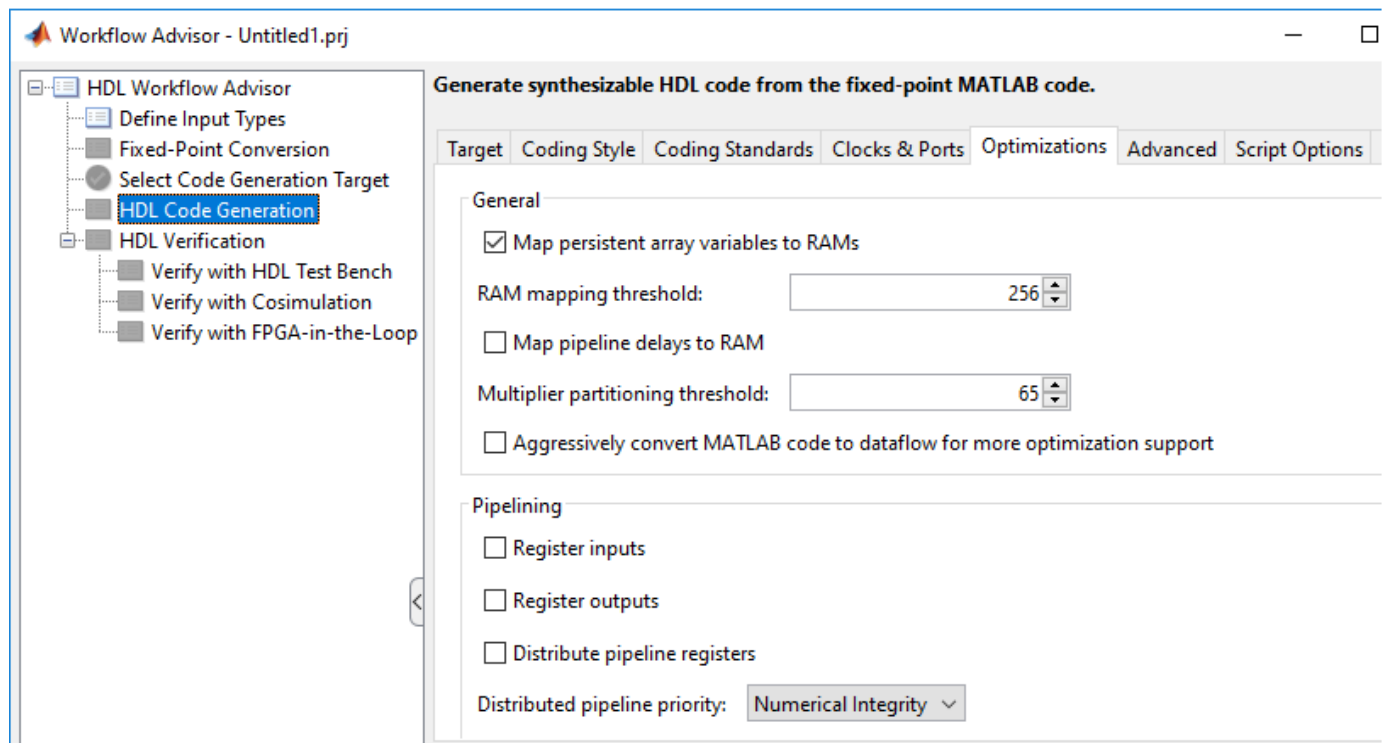 Workflow Advisor - Untitled1.prj
HDL Workflow Advisor
Define Input Types
Fixed-Point Conversion
Select Code Generation Target
HDL Code Generation
HDL Verification
Verify with HDL Test Bench
Verify with Cosimulation
Verify with FPGA-in-the-Loop
Generate synthesizable HDL code from the fixed-point MATLAB code.
Target Coding Style Coding Standards Clocks & Ports Optimizations Advanced Script Options
General
Map persistent array variables to RAMs
RAM mapping threshold: 256
Map pipeline delays to RAM
Multiplier partitioning threshold: 65
Aggressively convert MATLAB code to dataflow for more optimization support
Pipelining
Register inputs
Register outputs
Distribute pipeline registers
Distributed pipeline priority: Numerical Integrity